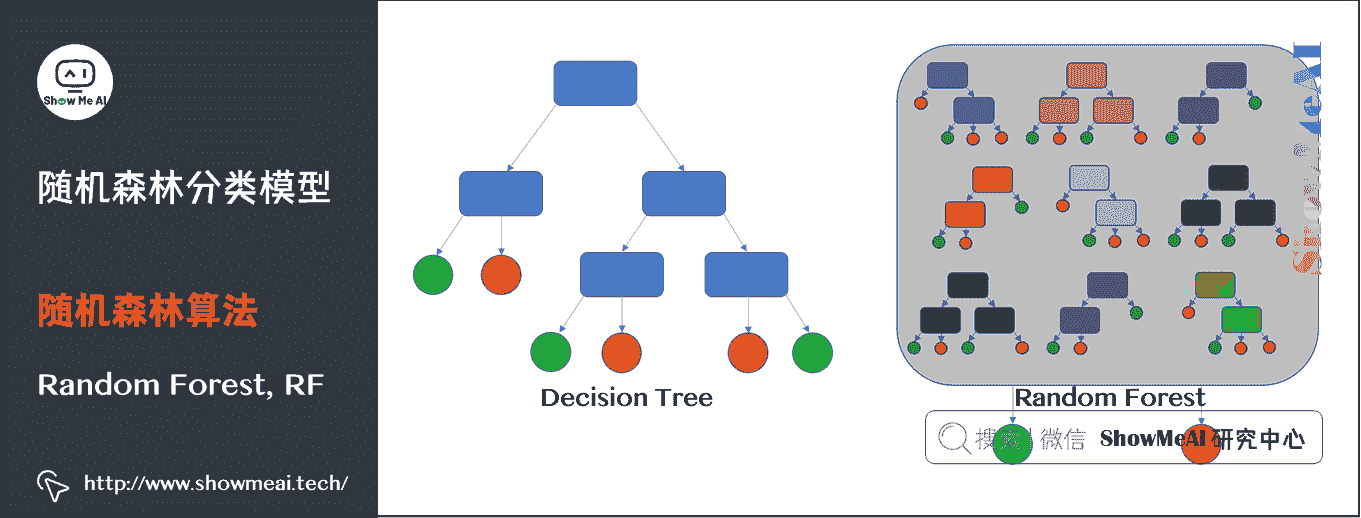 Show Me AI
随机森林分类模型
随机森林算法
Random Forest, RF
http://www.showmeai.tech/
Decision Tree
ShowMeAI
Random Forest
搜索 | 微信 ShowMeAI 研究中心